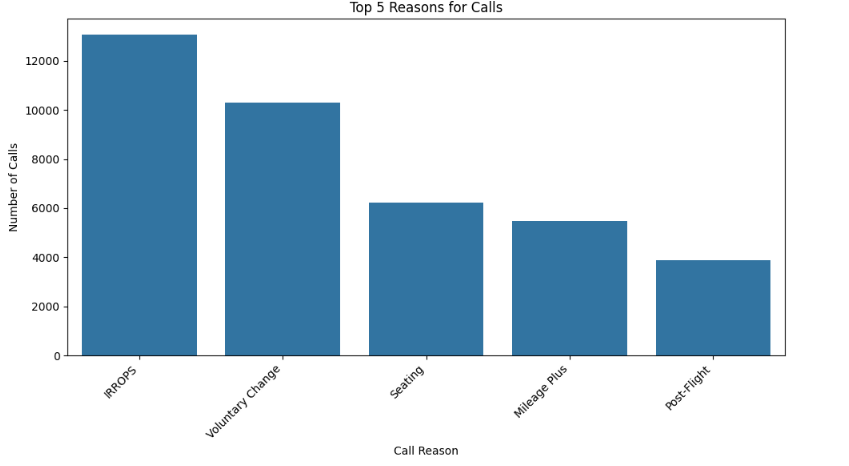 Top 5 Reasons for Calls
Number of Calls
12000
10000
8000
6000
4000
2000
0
IRROPS
Voluntary Change
Seating
Mileage Plus
Post-Flight
Call Reason